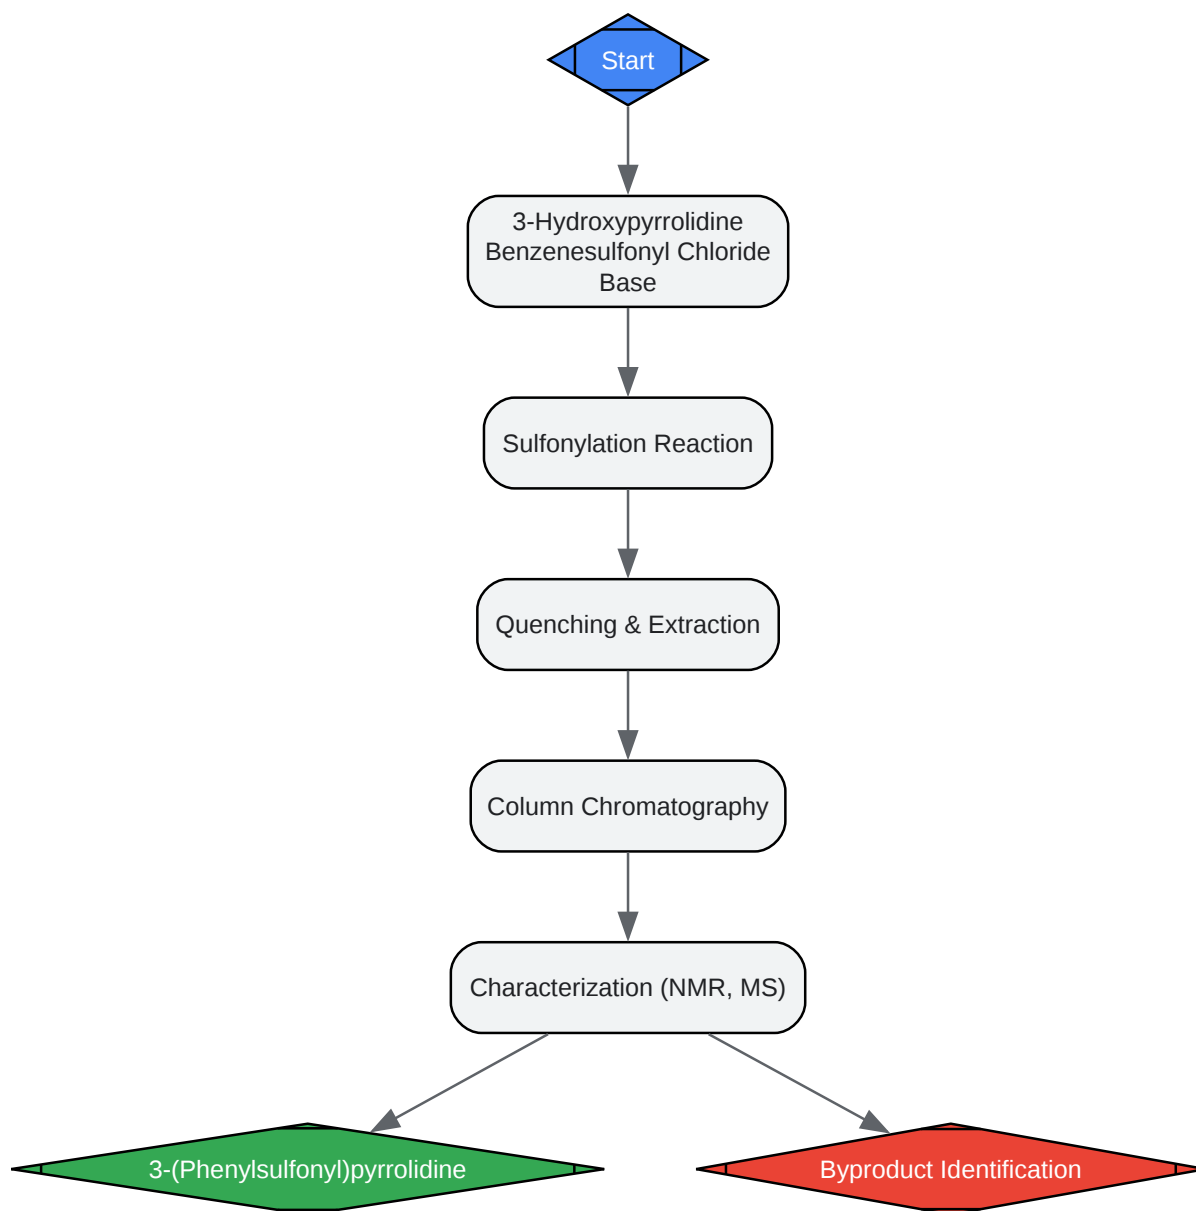 Start
3-Hydroxypyrrolidine
Benzenesulfonyl Chloride
Base
Sulfonylation Reaction
Quenching & Extraction
Column Chromatography
Characterization (NMR, MS)
3-(Phenylsulfonyl)pyrrolidine
Byproduct Identification